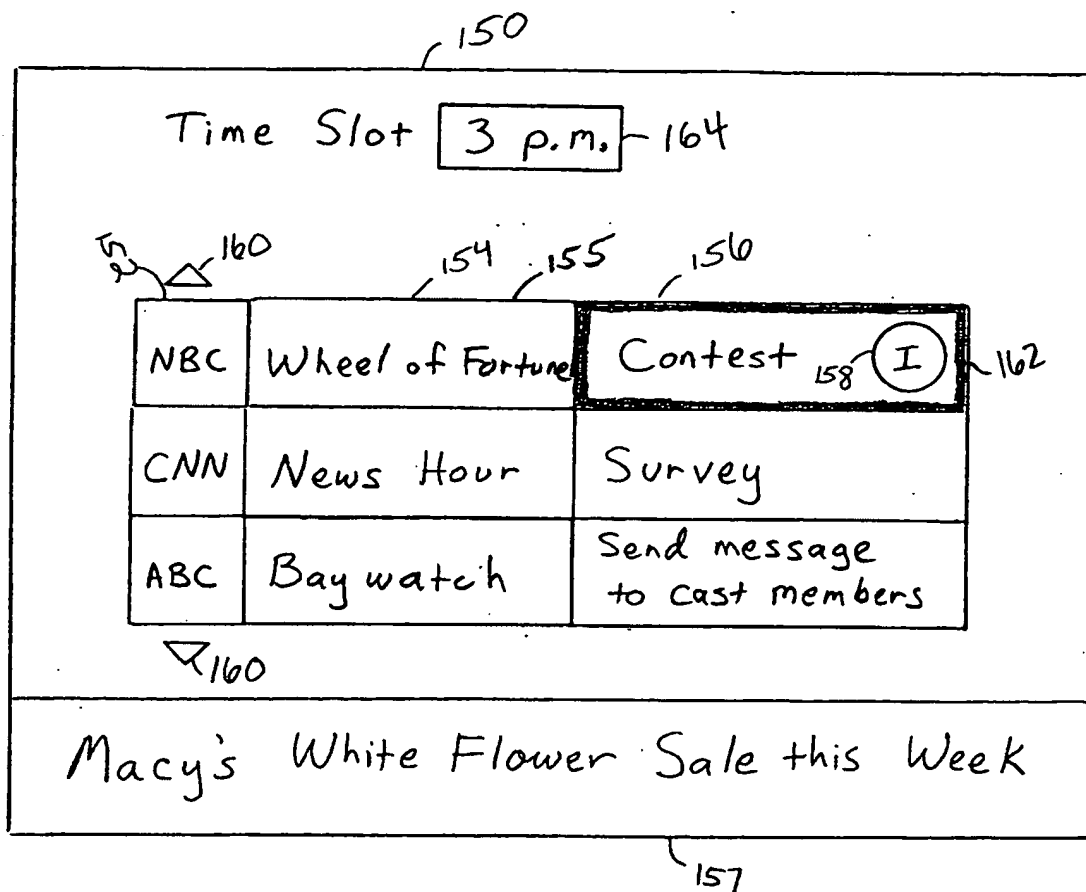 150
Time Slot 3 p.m. 164
160 154 155 156
NBC Wheel of Fortune Contest 158 I 162
CNN News Hour Survey
ABC Baywatch Send message
to cast members
160
Macy's White Flower Sale this Week
157